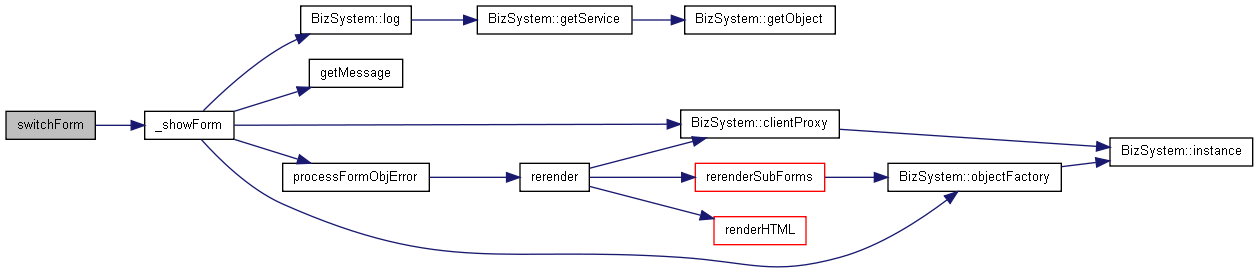 BizSystem::log
BizSystem::getService
BizSystem::getObject
getMessage
switchForm
_showForm
BizSystem::clientProxy
BizSystem::instance
processFormObjError
rerender
rerenderSubForms
BizSystem::objectFactory
renderHTML